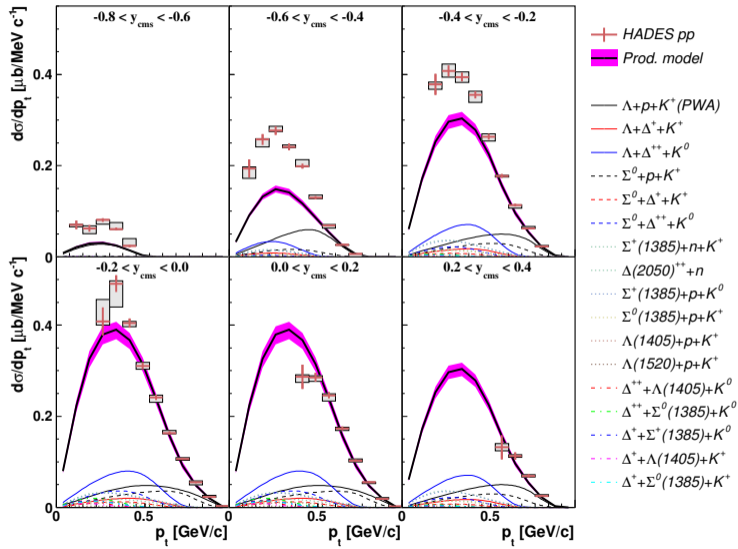 -0.8 < y_cms < -0.6
-0.6 < y_cms < -0.4
-0.4 < y_cms < -0.2
dσ/dp_t [μb/MeV c⁻¹]
0.4
0.2
0
-0.2 < y_cms < 0.0
0.0 < y_cms < 0.2
0.2 < y_cms < 0.4
dσ/dp_t [μb/MeV c⁻¹]
0.4
0.2
0
0 0.5 0 0.5 0 0.5
p_t [GeV/c] p_t [GeV/c] p_t [GeV/c]
HADES pp
Prod. model
Λ+p+K⁺(PWA)
Λ+Δ⁺+K⁺
Λ+Δ⁺⁺+K⁰
Σ⁰+p+K⁺
Σ⁰+Δ⁺+K⁺
Σ⁰+Δ⁺⁺+K⁰
Σ⁺(1385)+n+K⁺
Δ(2050)⁺⁺+n
Σ⁺(1385)+p+K⁰
Σ⁰(1385)+p+K⁺
Λ(1405)+p+K⁺
Λ(1520)+p+K⁺
Δ⁺⁺+Λ(1405)+K⁰
Δ⁺⁺+Σ⁰(1385)+K⁰
Δ⁺+Σ⁺(1385)+K⁰
Δ⁺+Λ(1405)+K⁺
Δ⁺+Σ⁰(1385)+K⁺